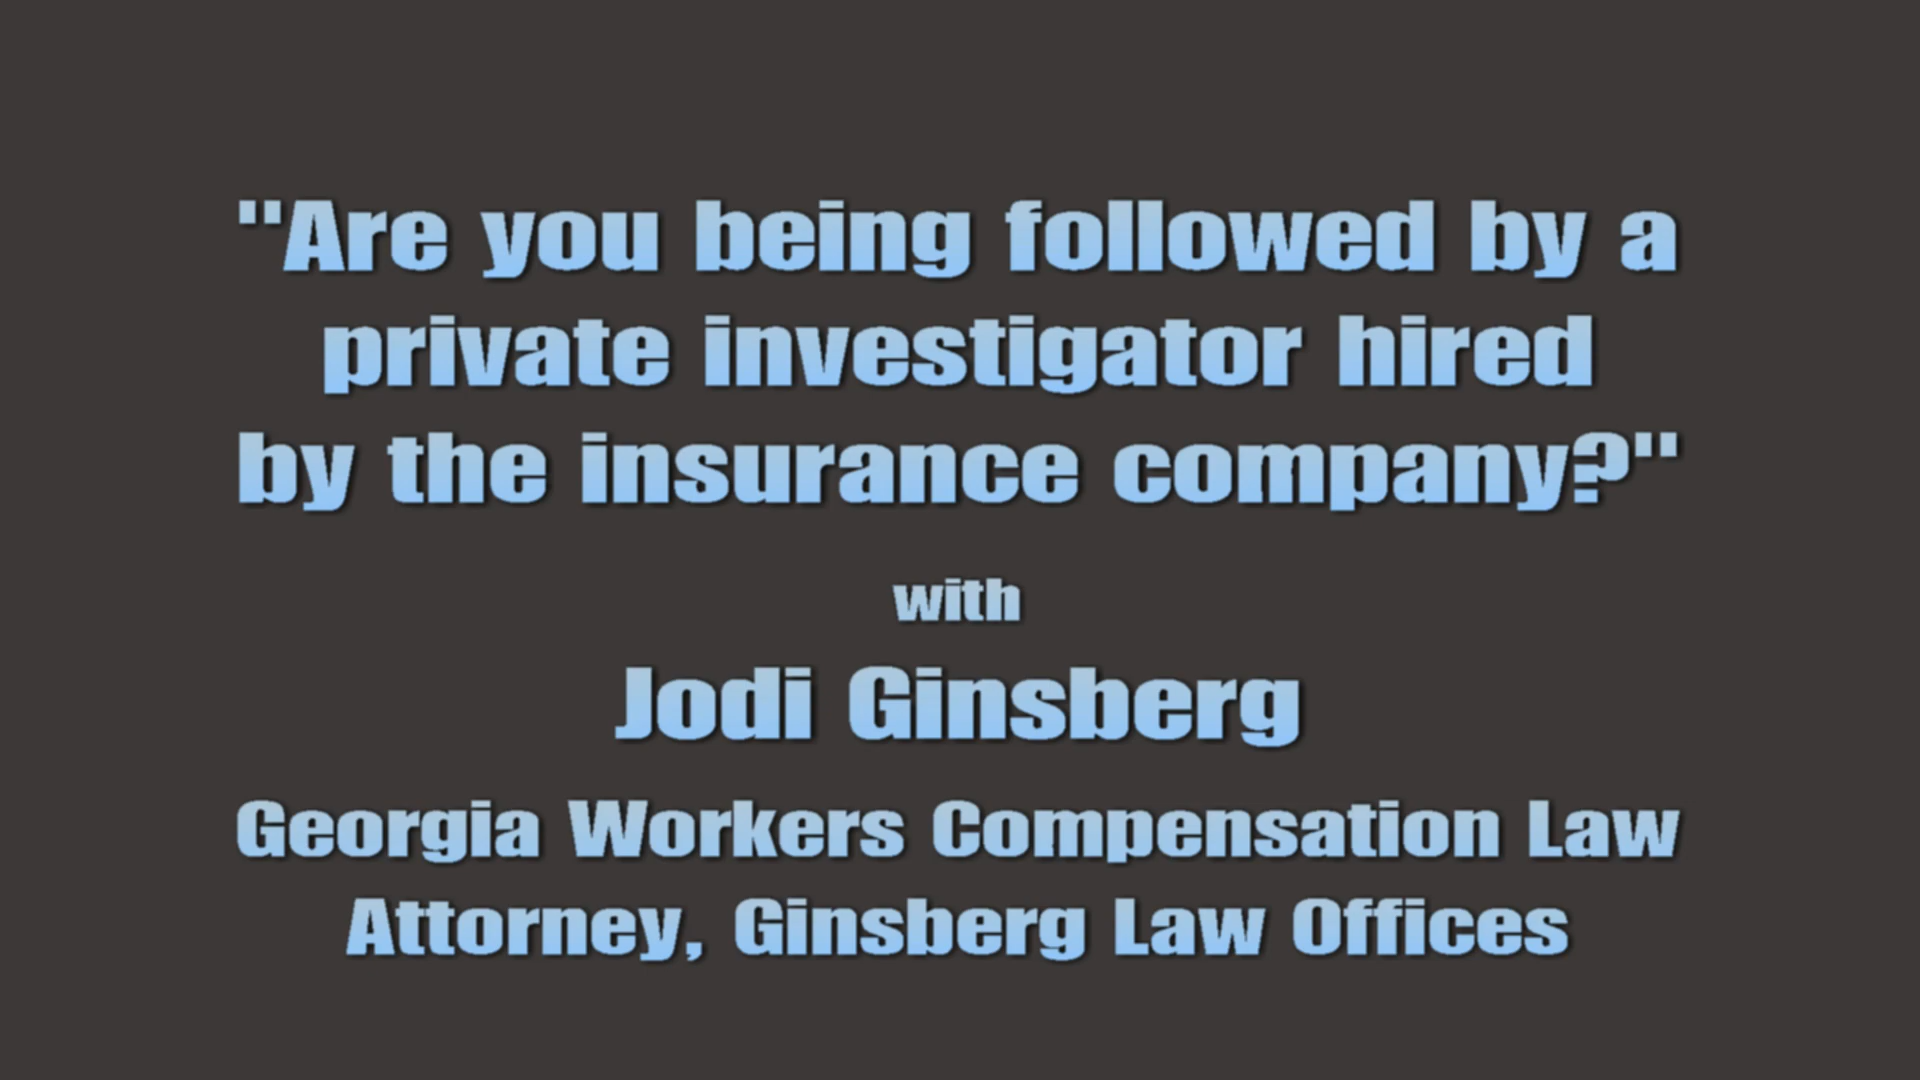 "Are you being followed by a
private investigator hired
by the insurance company?"
with
Jodi Ginsberg
Georgia Workers Compensation Law
Attorney, Ginsberg Law Offices